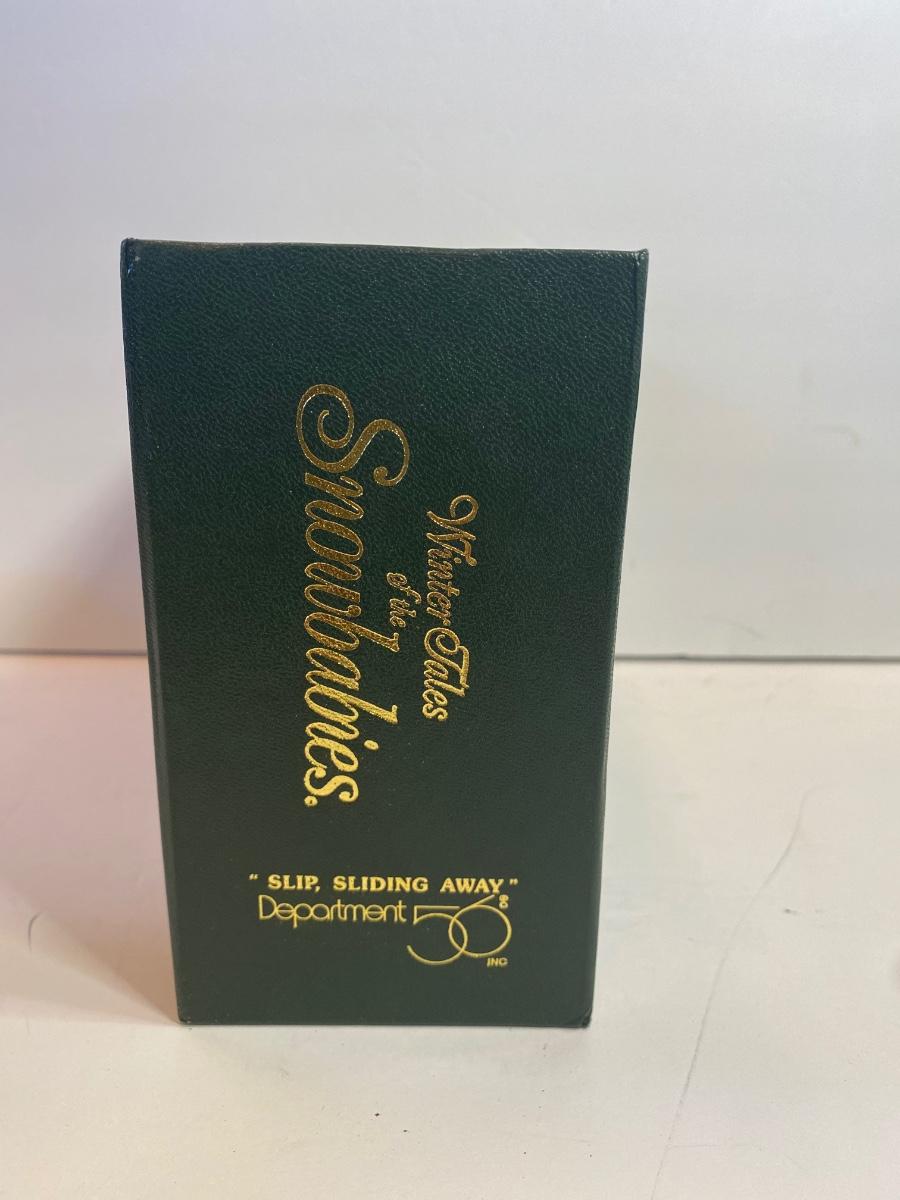 Winter Tales
of the
Snowbabies.
" SLIP, SLIDING AWAY "
Department 56
INC